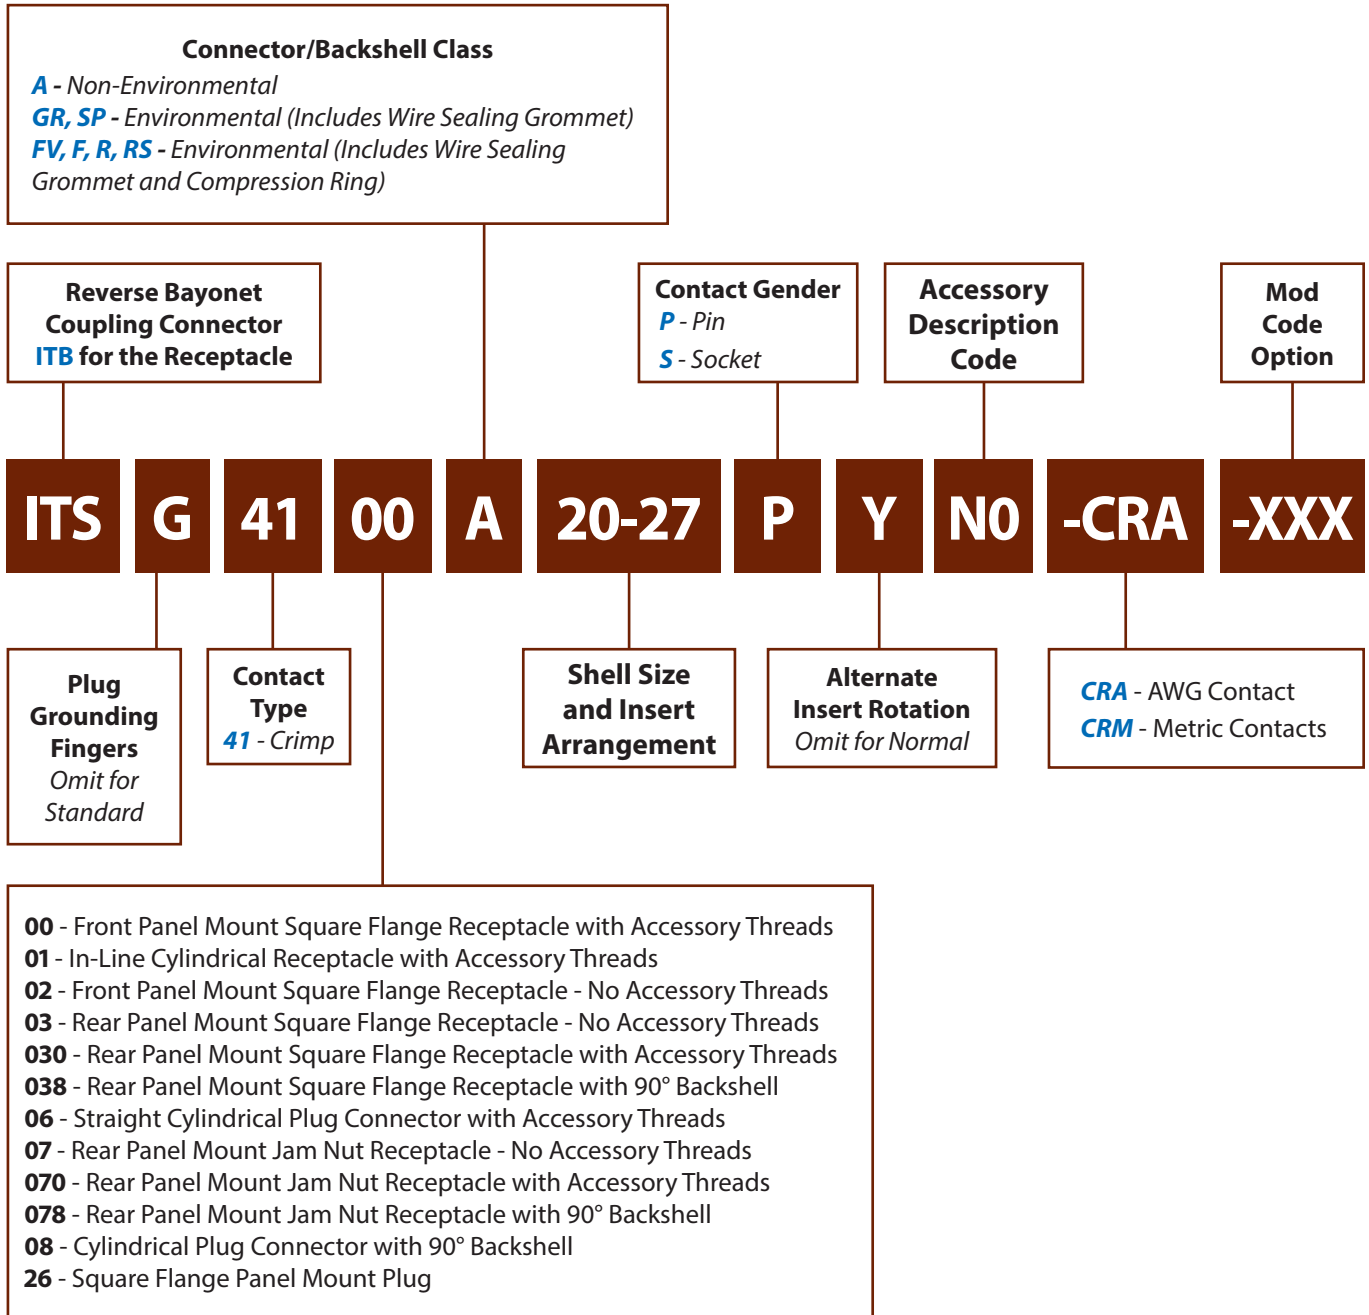 Connector/Backshell Class
A - Non-Environmental
GR, SP - Environmental (Includes Wire Sealing Grommet)
FV, F, R, RS - Environmental (Includes Wire Sealing
Grommet and Compression Ring)
Reverse Bayonet
Coupling Connector
ITB for the Receptacle
Contact Gender
P - Pin
S - Socket
Accessory
Description
Code
Mod
Code
Option
ITS G 41 00 A 20-27 P Y N0 -CRA -XXX
Plug
Grounding
Fingers
Omit for
Standard
Contact
Type
41 - Crimp
Shell Size
and Insert
Arrangement
Alternate
Insert Rotation
Omit for Normal
CRA - AWG Contact
CRM - Metric Contacts
00 - Front Panel Mount Square Flange Receptacle with Accessory Threads
01 - In-Line Cylindrical Receptacle with Accessory Threads
02 - Front Panel Mount Square Flange Receptacle - No Accessory Threads
03 - Rear Panel Mount Square Flange Receptacle - No Accessory Threads
030 - Rear Panel Mount Square Flange Receptacle with Accessory Threads
038 - Rear Panel Mount Square Flange Receptacle with 90° Backshell
06 - Straight Cylindrical Plug Connector with Accessory Threads
07 - Rear Panel Mount Jam Nut Receptacle - No Accessory Threads
070 - Rear Panel Mount Jam Nut Receptacle with Accessory Threads
078 - Rear Panel Mount Jam Nut Receptacle with 90° Backshell
08 - Cylindrical Plug Connector with 90° Backshell
26 - Square Flange Panel Mount Plug